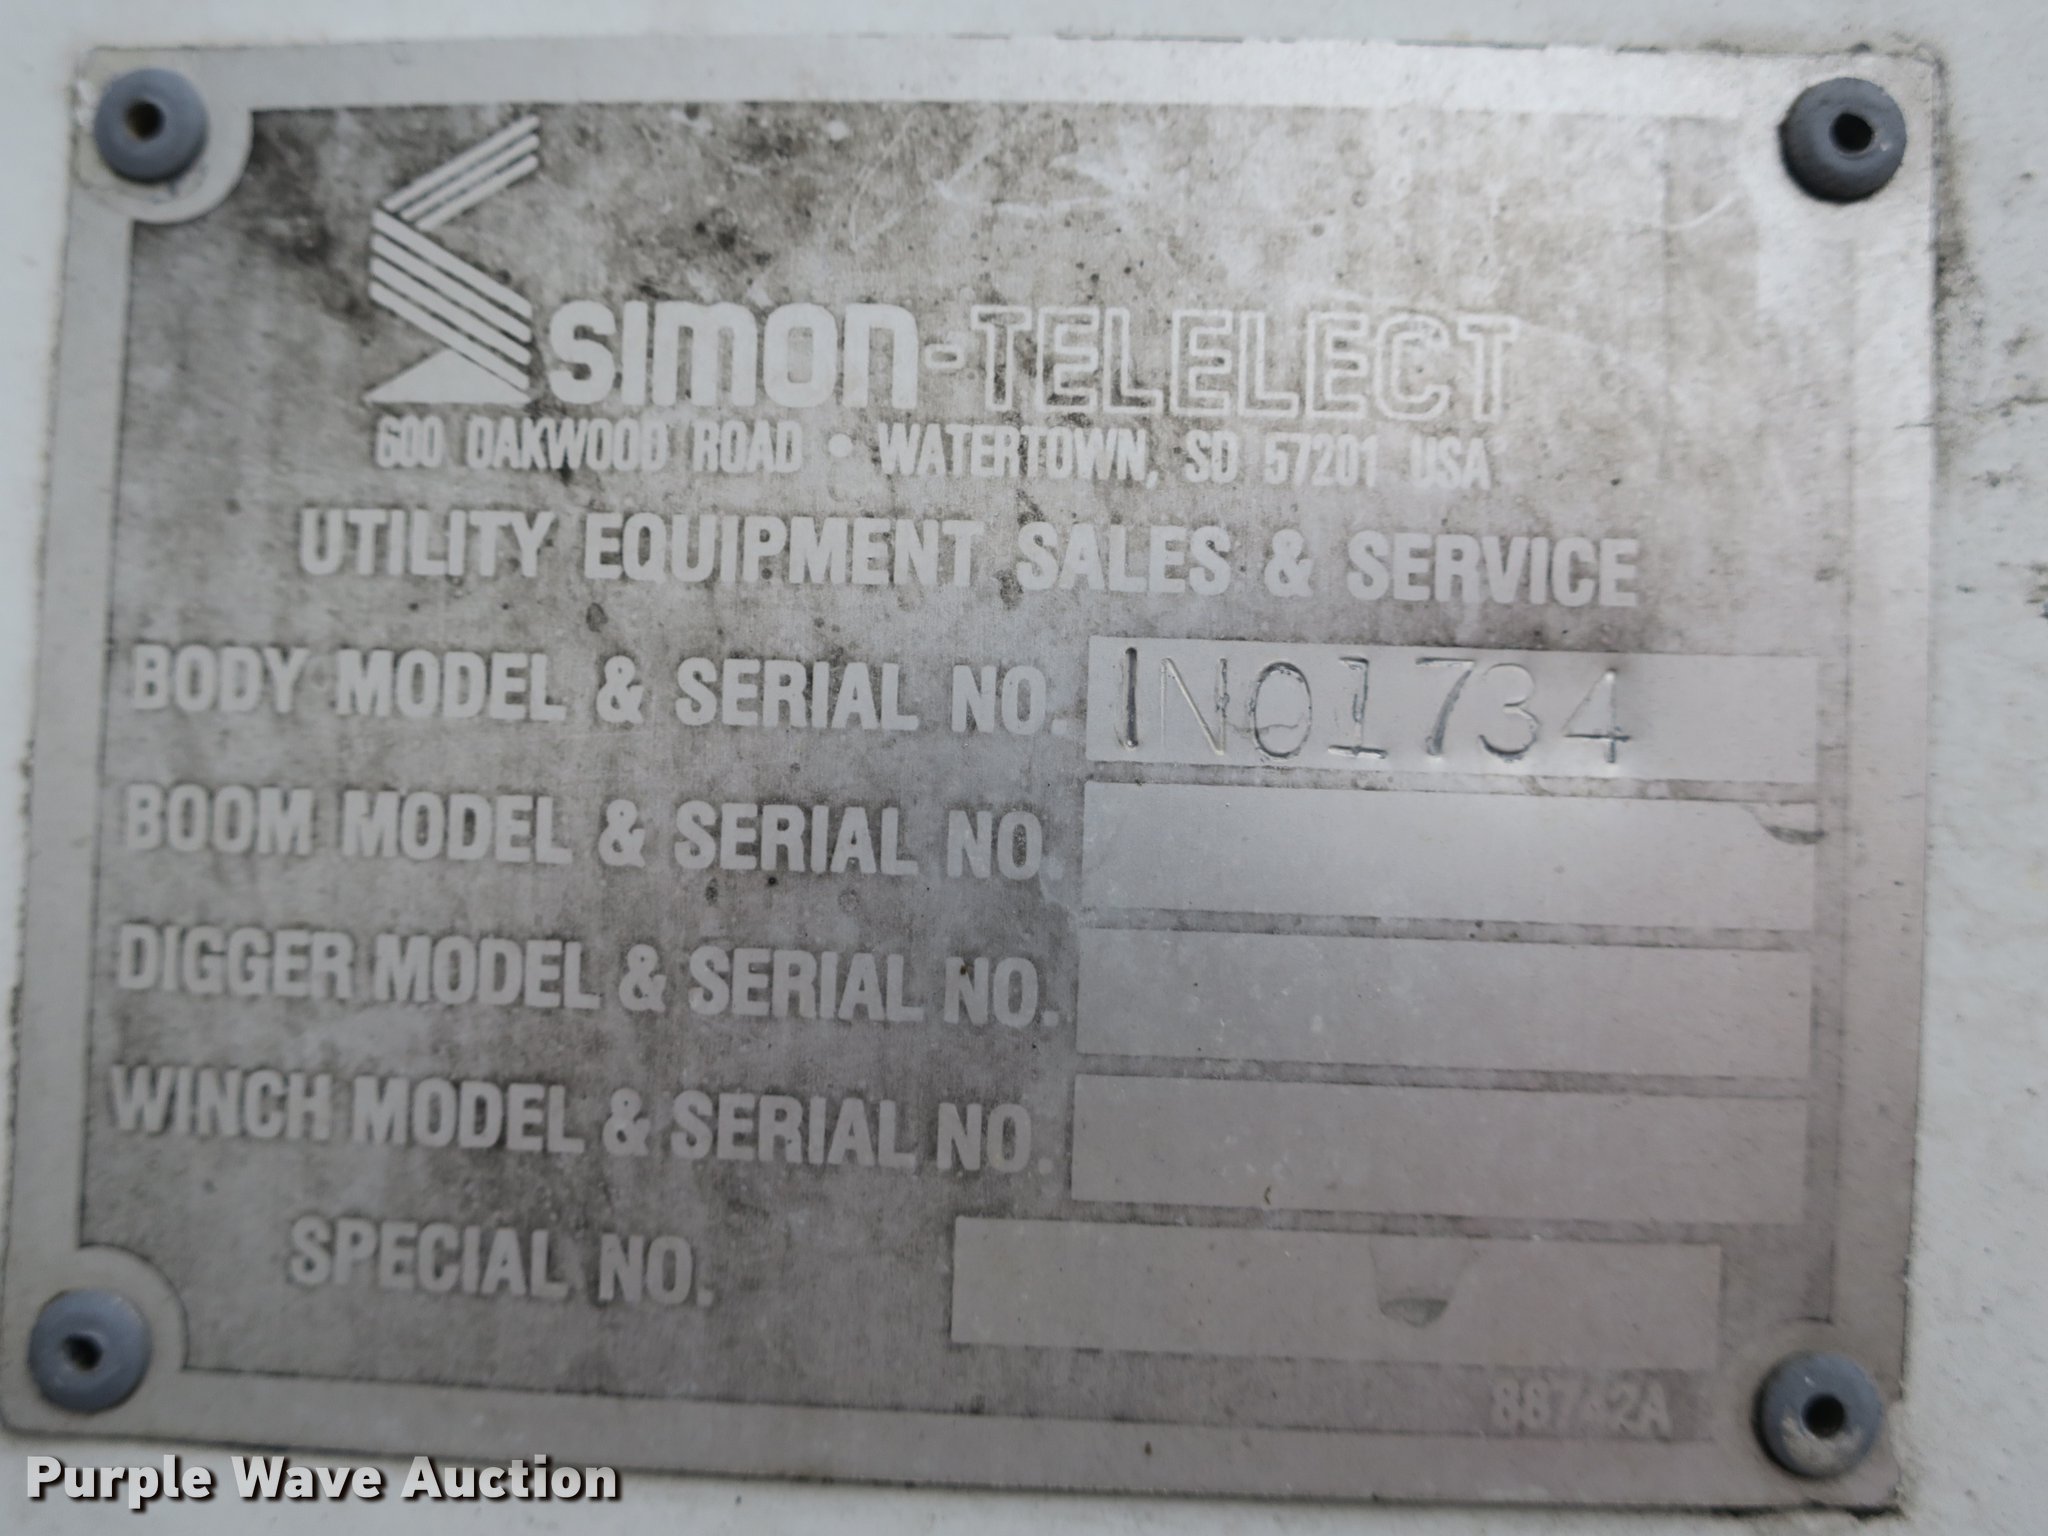 SIMON-TELELECT
600 OAKWOOD ROAD • WATERTOWN, SD 57201 USA
UTILITY EQUIPMENT SALES & SERVICE
BODY MODEL & SERIAL NO. 1N01734
BOOM MODEL & SERIAL NO.
DIGGER MODEL & SERIAL NO.
WINCH MODEL & SERIAL NO.
SPECIAL NO.
88742A
Purple Wave Auction